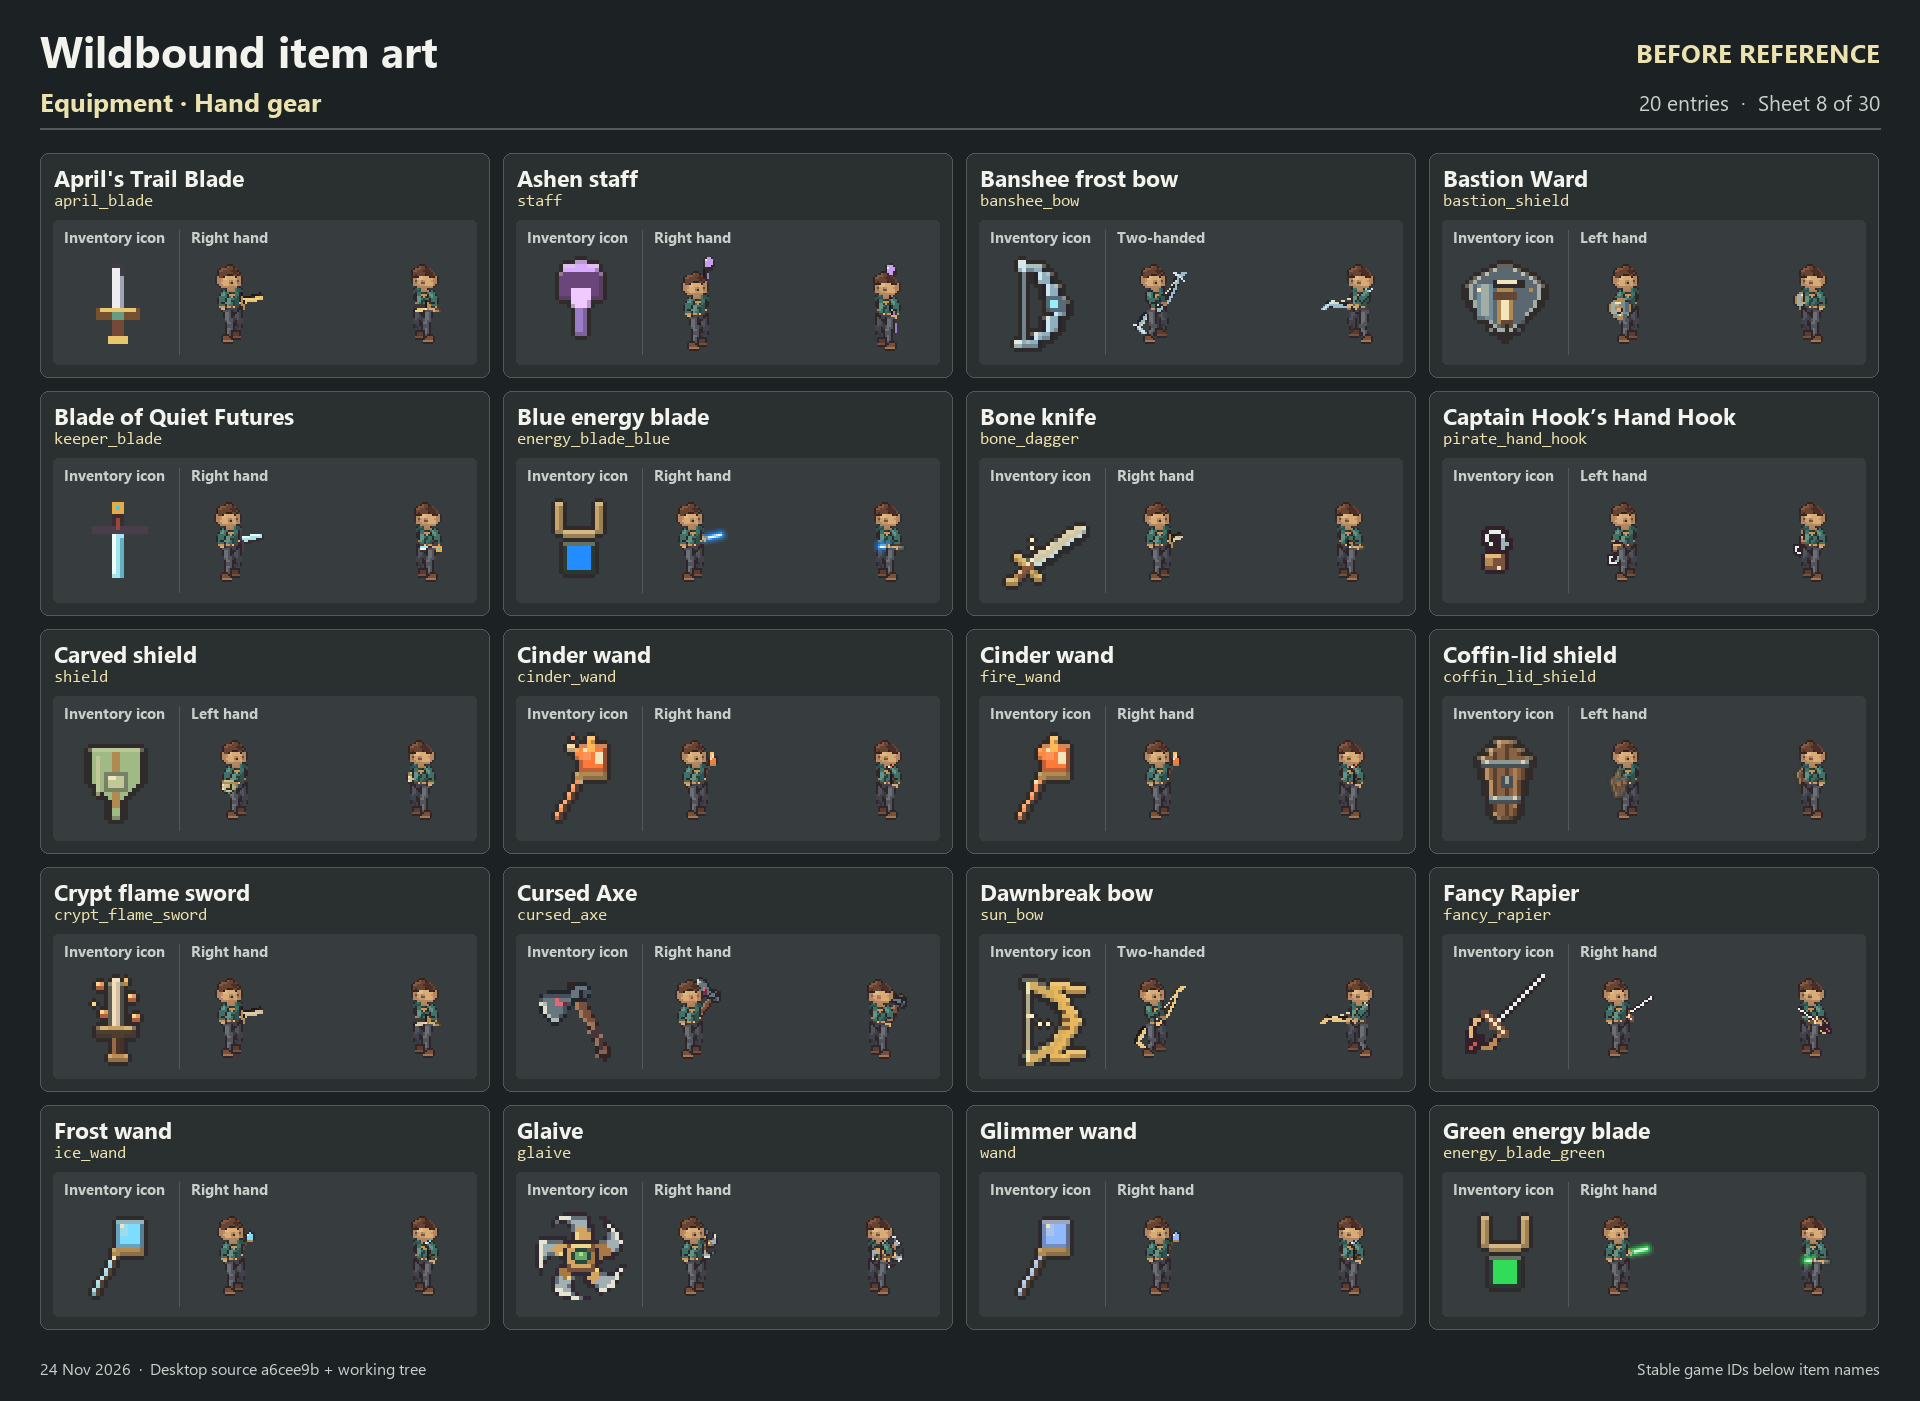 Wildbound item art
BEFORE REFERENCE
Equipment · Hand gear
20 entries · Sheet 8 of 30
April's Trail Blade
april_blade
Inventory icon
Right hand
Ashen staff
staff
Inventory icon
Right hand
Banshee frost bow
banshee_bow
Inventory icon
Two-handed
Bastion Ward
bastion_shield
Inventory icon
Left hand
Blade of Quiet Futures
keeper_blade
Inventory icon
Right hand
Blue energy blade
energy_blade_blue
Inventory icon
Right hand
Bone knife
bone_dagger
Inventory icon
Right hand
Captain Hook’s Hand Hook
pirate_hand_hook
Inventory icon
Left hand
Carved shield
shield
Inventory icon
Left hand
Cinder wand
cinder_wand
Inventory icon
Right hand
Cinder wand
fire_wand
Inventory icon
Right hand
Coffin-lid shield
coffin_lid_shield
Inventory icon
Left hand
Crypt flame sword
crypt_flame_sword
Inventory icon
Right hand
Cursed Axe
cursed_axe
Inventory icon
Right hand
Dawnbreak bow
sun_bow
Inventory icon
Two-handed
Fancy Rapier
fancy_rapier
Inventory icon
Right hand
Frost wand
ice_wand
Inventory icon
Right hand
Glaive
glaive
Inventory icon
Right hand
Glimmer wand
wand
Inventory icon
Right hand
Green energy blade
energy_blade_green
Inventory icon
Right hand
24 Nov 2026 · Desktop source a6cee9b + working tree
Stable game IDs below item names